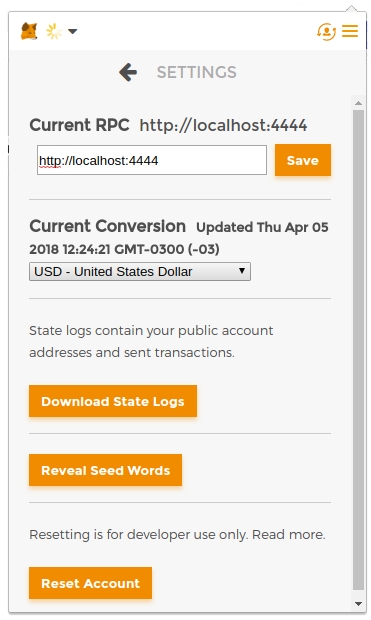 SETTINGS
Current RPC http://localhost:4444
http://localhost:4444
Save
Current Conversion Updated Thu Apr 05
2018 12:24:21 GMT-0300 (-03)
USD - United States Dollar
State logs contain your public account
addresses and sent transactions.
Download State Logs
Reveal Seed Words
Resetting is for developer use only. Read more.
Reset Account